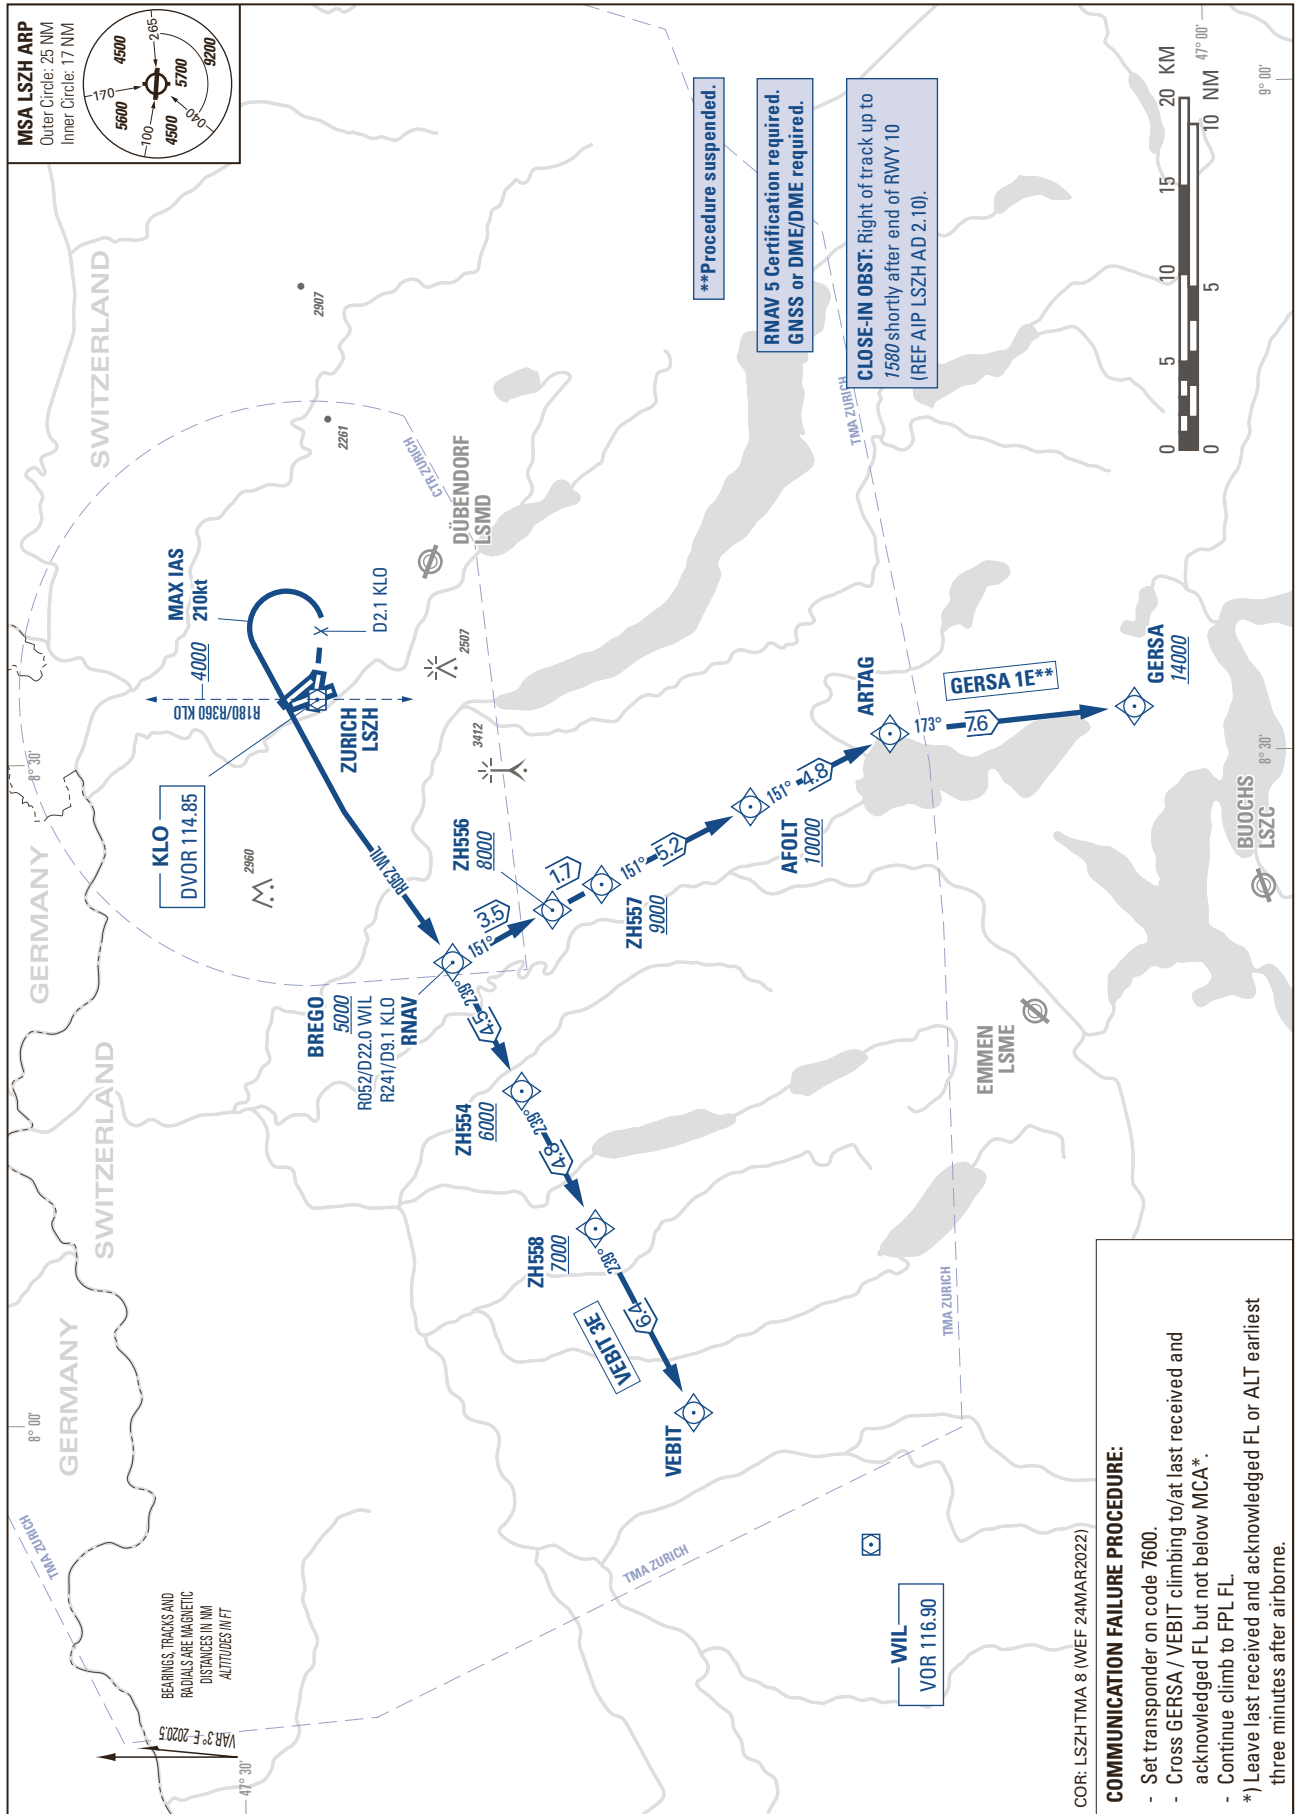 MSA LSZH ARP
Outer Circle: 25 NM
Inner Circle: 17 NM
170
265
100
040
5600
4500
4500
5700
9200
SWITZERLAND
GERMANY
SWITZERLAND
GERMANY
8° 00'
8° 30'
47° 30'
8° 30'
9° 00'
47° 00'
TMA ZURICH
BEARINGS, TRACKS AND
RADIALS ARE MAGNETIC
DISTANCES IN NM
ALTITUDES IN FT
VAR 3° E 2020.5
2907
2261
2507
3412
2960
CTR ZURICH
DÜBENDORF
LSMD
MAX IAS
210kt
4000
R180/R360 KLO
D2.1 KLO
ZURICH
LSZH
KLO
DVOR 114.85
R052 WIL
BREGO
5000
R052/D22.0 WIL
R241/D9.1 KLO
RNAV
239°
4.5
ZH554
6000
239°
4.8
ZH558
7000
239°
6.4
VEBIT 3E
VEBIT
151°
3.5
ZH556
8000
1.7
ZH557
9000
151°
5.2
AFOLT
10000
151°
4.8
ARTAG
173°
7.6
GERSA 1E**
GERSA
14000
TMA ZURICH
TMA ZURICH
TMA ZURICH
EMMEN
LSME
BUOCHS
LSZC
WIL
VOR 116.90
**Procedure suspended.
RNAV 5 Certification required.
GNSS or DME/DME required.
CLOSE-IN OBST: Right of track up to
1580 shortly after end of RWY 10
(REF AIP LSZH AD 2.10).
0 5 10 15 20 KM
0 5 10 NM
COR: LSZHTMA 8 (WEF 24MAR2022)
COMMUNICATION FAILURE PROCEDURE:
- Set transponder on code 7600.
- Cross GERSA / VEBIT climbing to/at last received and
acknowledged FL but not below MCA*.
- Continue climb to FPL FL.
*) Leave last received and acknowledged FL or ALT earliest
three minutes after airborne.